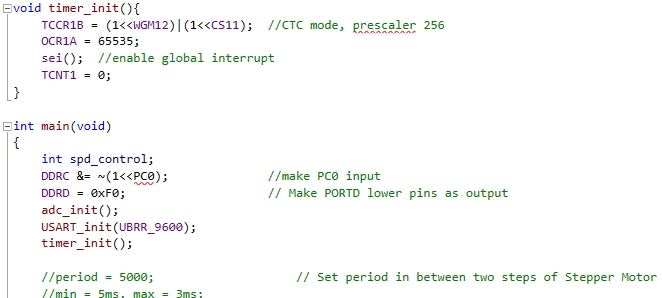 void timer_init(){
TCCR1B = (1<<WGM12)|(1<<CS11); //CTC mode, prescaler 256
OCR1A = 65535;
sei(); //enable global interrupt
TCNT1 = 0;
}
int main(void)
{
int spd_control;
DDRC &= ~(1<<PC0); //make PC0 input
DDRD = 0xF0; // Make PORTD lower pins as output
adc_init();
USART_init(UBRR_9600);
timer_init();
//period = 5000; // Set period in between two steps of Stepper Motor
//min = 5ms, max = 3ms;